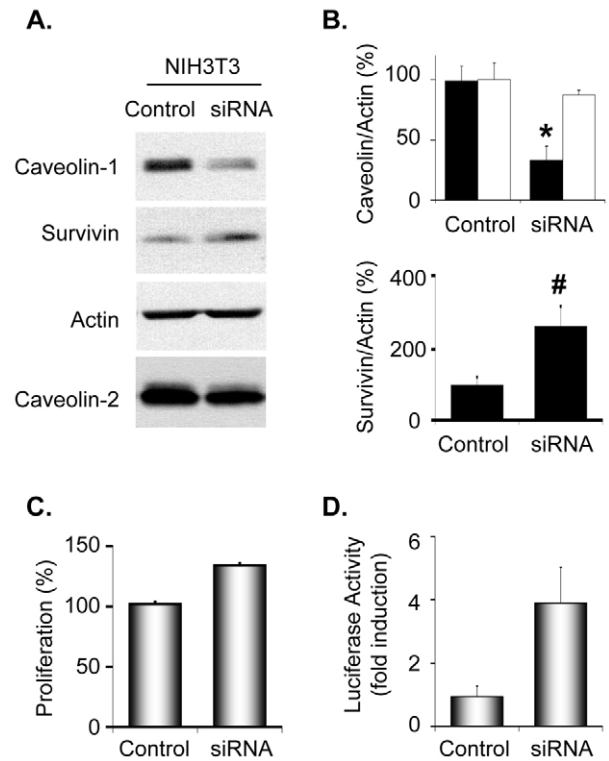 A.
NIH3T3
Control siRNA
Caveolin-1
Survivin
Actin
Caveolin-2
B.
Caveolin/Actin (%)
100
50
0
*
Control siRNA
Survivin/Actin (%)
400
200
0
#
Control siRNA
C.
Proliferation (%)
150
100
50
0
Control siRNA
D.
Luciferase Activity
(fold induction)
6
4
2
0
Control siRNA